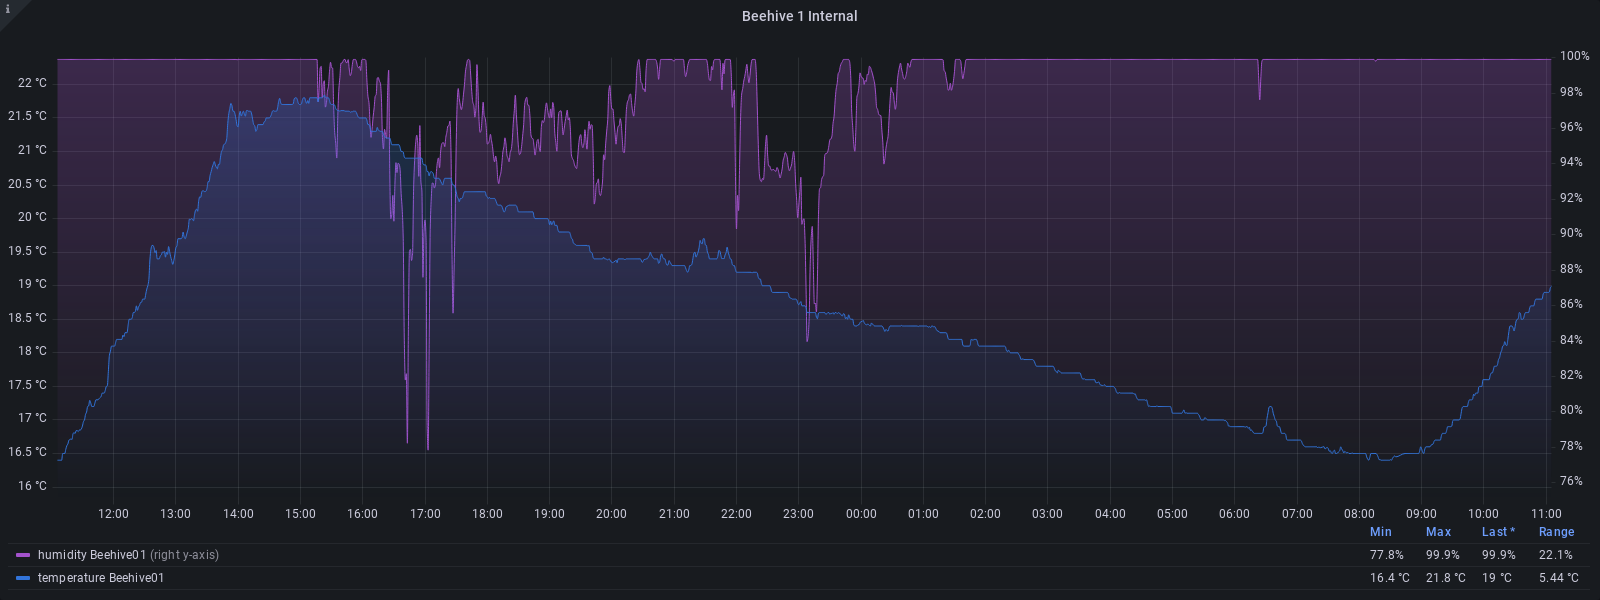 i
Beehive 1 Internal
22 °C
21.5 °C
21 °C
20.5 °C
20 °C
19.5 °C
19 °C
18.5 °C
18 °C
17.5 °C
17 °C
16.5 °C
16 °C
100%
98%
96%
94%
92%
90%
88%
86%
84%
82%
80%
78%
76%
12:00 13:00 14:00 15:00 16:00 17:00 18:00 19:00 20:00 21:00 22:00 23:00 00:00 01:00 02:00 03:00 04:00 05:00 06:00 07:00 08:00 09:00 10:00 11:00
Min Max Last * Range
humidity Beehive01 (right y-axis) 77.8% 99.9% 99.9% 22.1%
temperature Beehive01 16.4 °C 21.8 °C 19 °C 5.44 °C